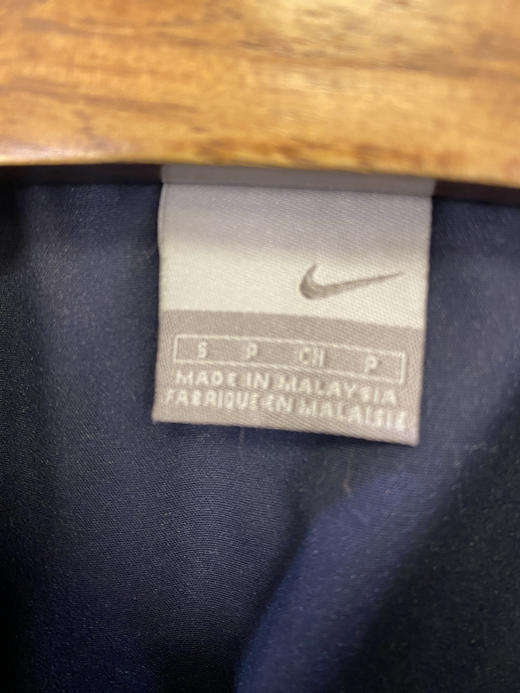 S P CH P
MADE IN MALAYSIA
FABRIQUE EN MALAISIE